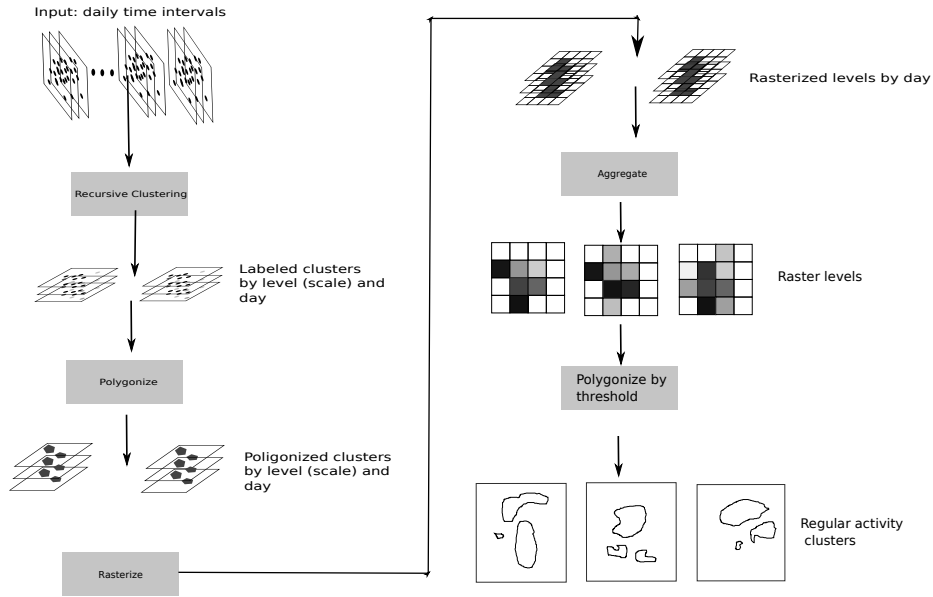 Input: daily time intervals
Recursive Clustering
Labeled clusters
by level (scale) and
day
Polygonize
Poligonized clusters
by level (scale) and
day
Rasterize
Rasterized levels by day
Aggregate
Raster levels
Polygonize by
threshold
Regular activity
clusters